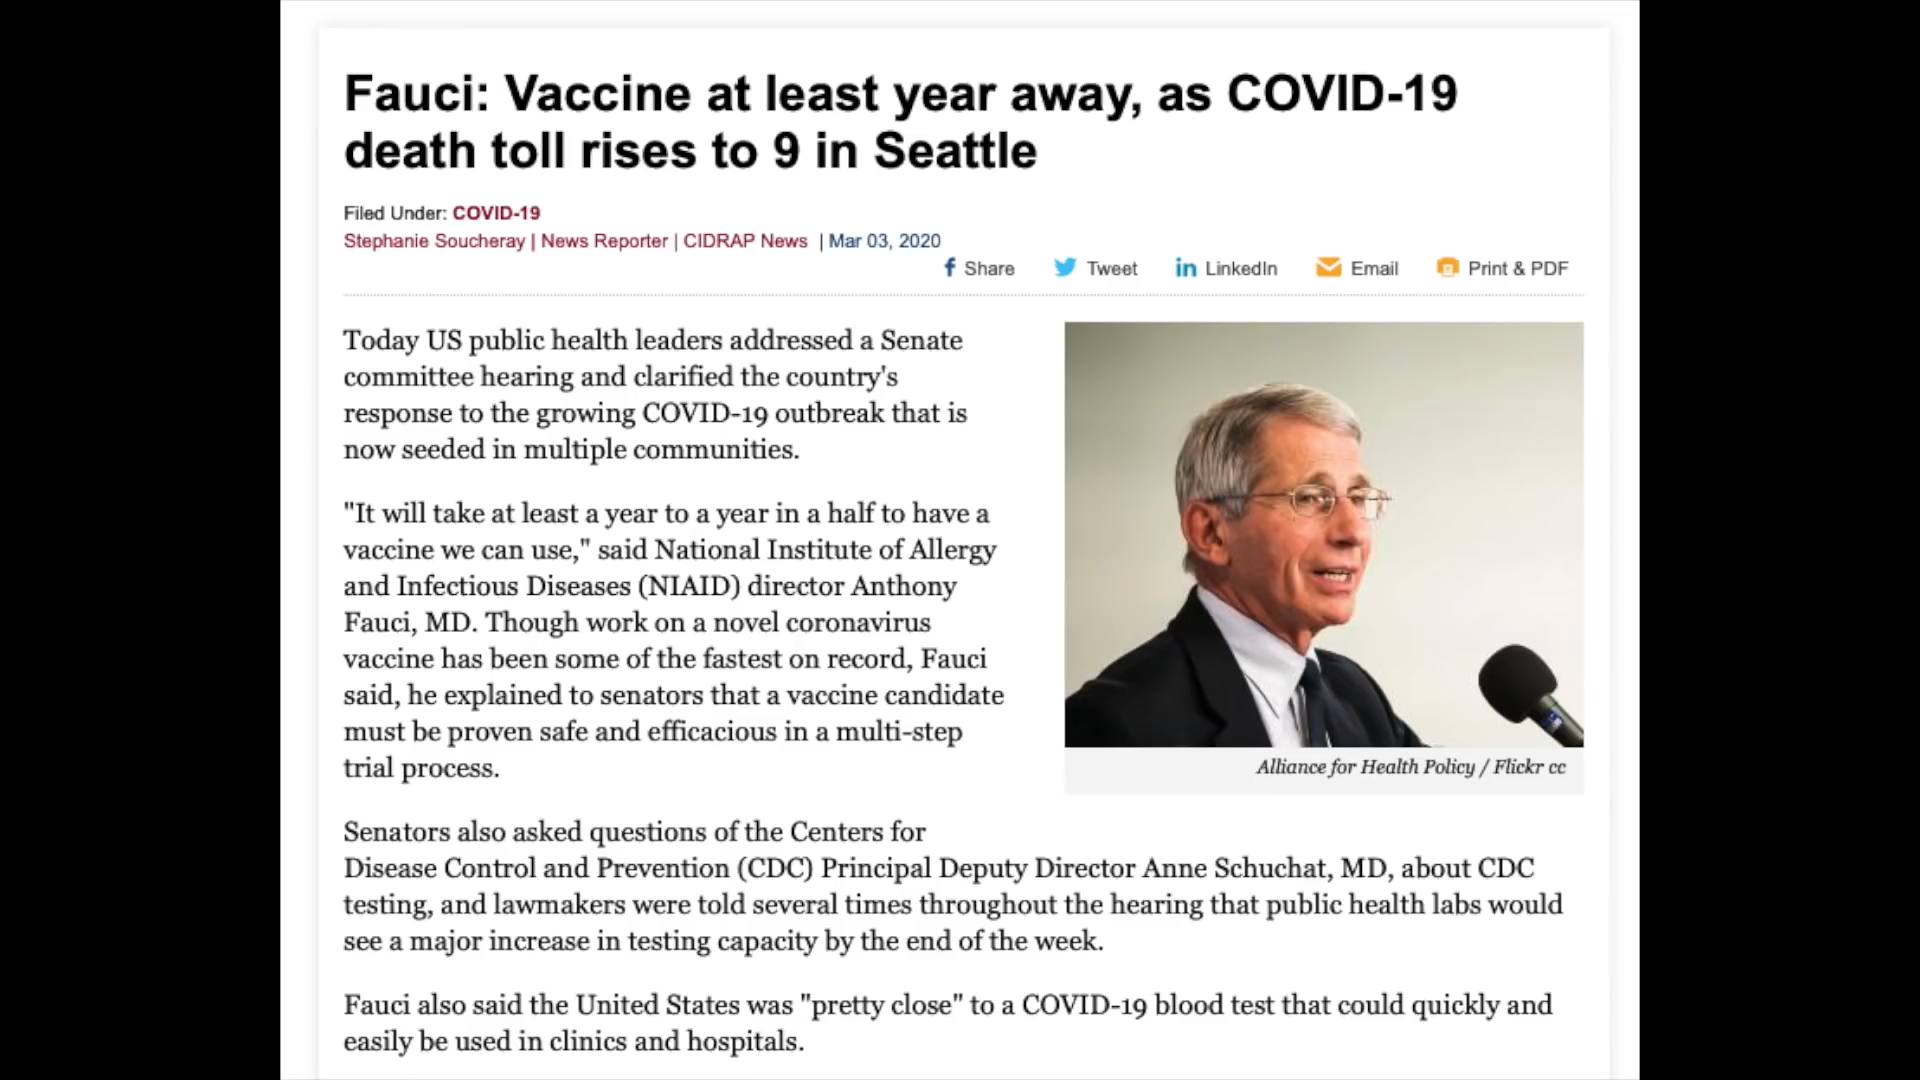 Fauci: Vaccine at least year away, as COVID-19
death toll rises to 9 in Seattle
Filed Under: COVID-19
Stephanie Soucheray | News Reporter | CIDRAP News | Mar 03, 2020
Share Tweet LinkedIn Email Print & PDF
Today US public health leaders addressed a Senate
committee hearing and clarified the country's
response to the growing COVID-19 outbreak that is
now seeded in multiple communities.
"It will take at least a year to a year in a half to have a
vaccine we can use," said National Institute of Allergy
and Infectious Diseases (NIAID) director Anthony
Fauci, MD. Though work on a novel coronavirus
vaccine has been some of the fastest on record, Fauci
said, he explained to senators that a vaccine candidate
must be proven safe and efficacious in a multi-step
trial process.
Alliance for Health Policy / Flickr cc
Senators also asked questions of the Centers for
Disease Control and Prevention (CDC) Principal Deputy Director Anne Schuchat, MD, about CDC
testing, and lawmakers were told several times throughout the hearing that public health labs would
see a major increase in testing capacity by the end of the week.
Fauci also said the United States was "pretty close" to a COVID-19 blood test that could quickly and
easily be used in clinics and hospitals.